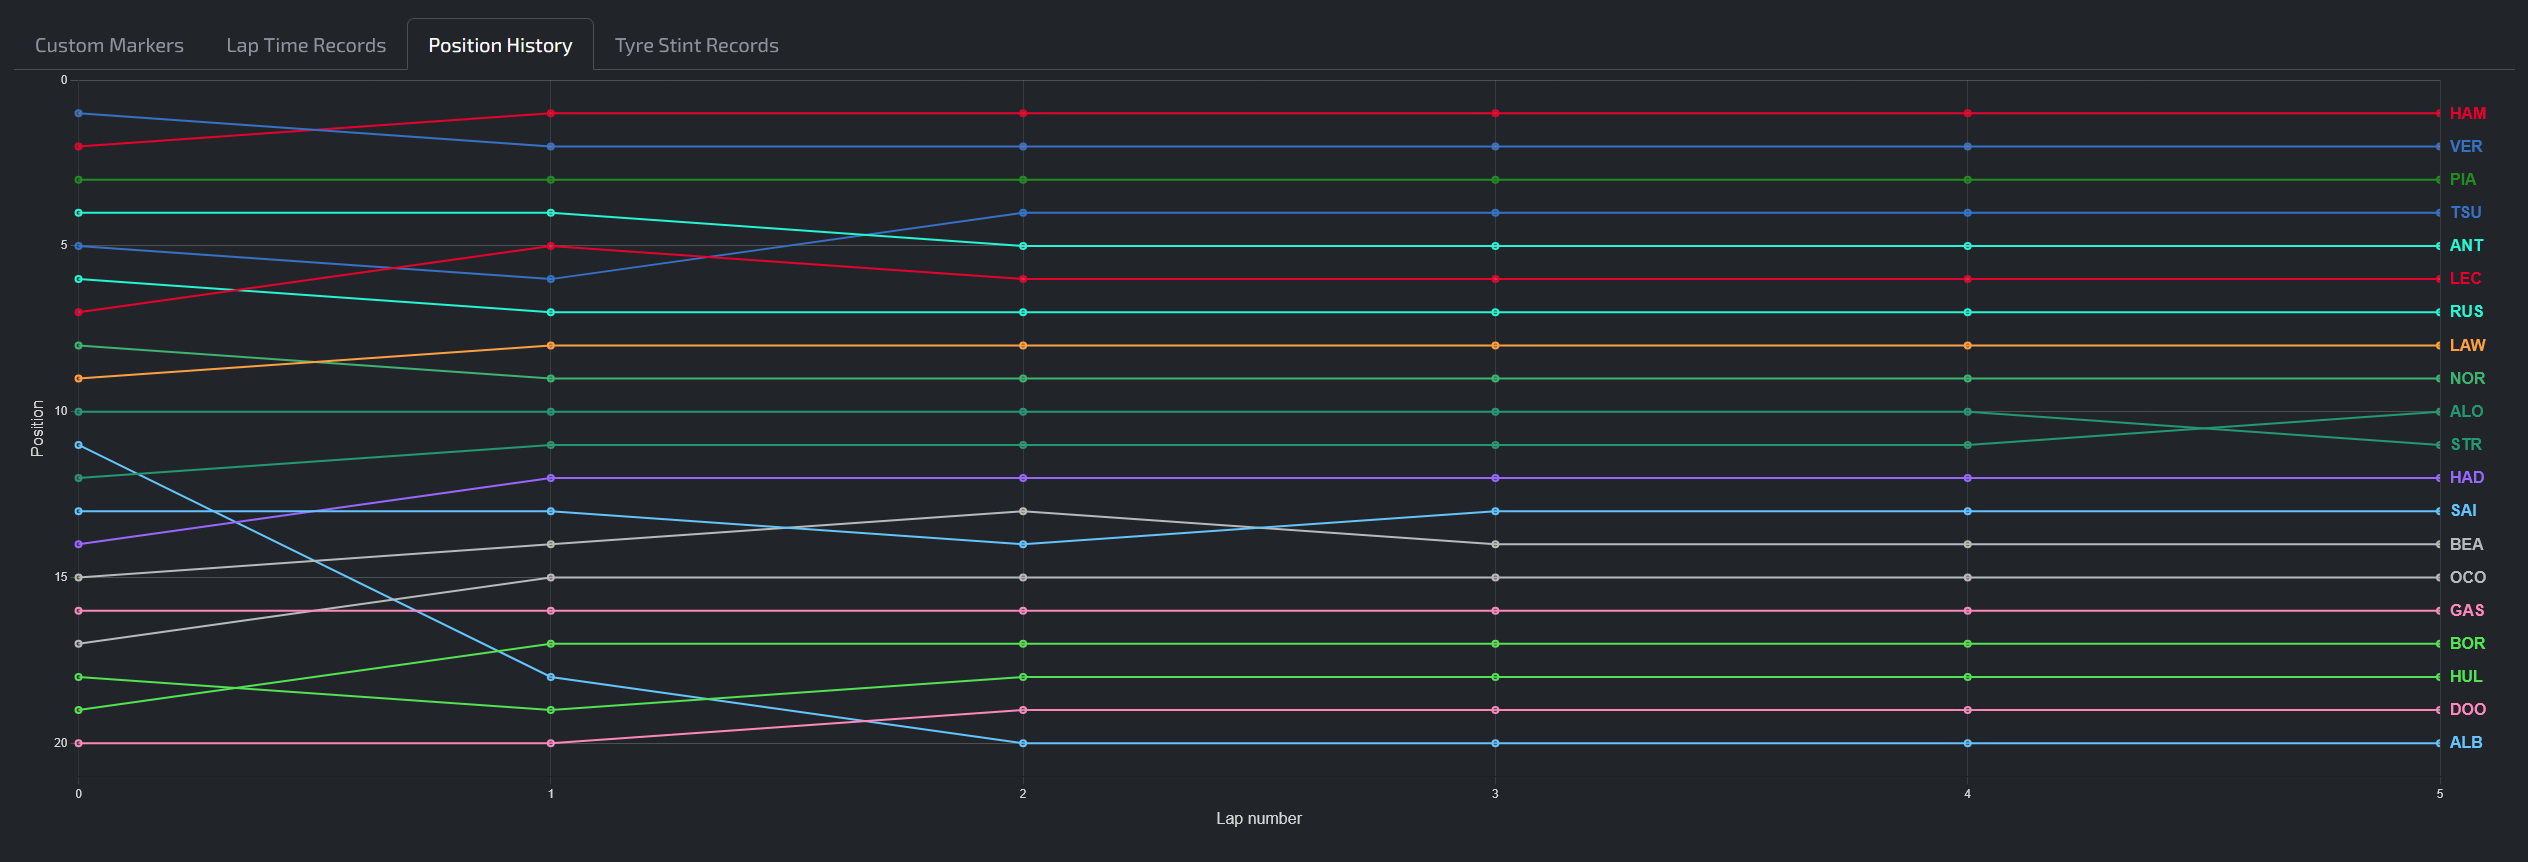 Custom Markers Lap Time Records Position History Tyre Stint Records
0
5
10
15
20
Position
HAM
VER
PIA
TSU
ANT
LEC
RUS
LAW
NOR
ALO
STR
HAD
SAI
BEA
OCO
GAS
BOR
HUL
DOO
ALB
0 1 2 3 4 5
Lap number